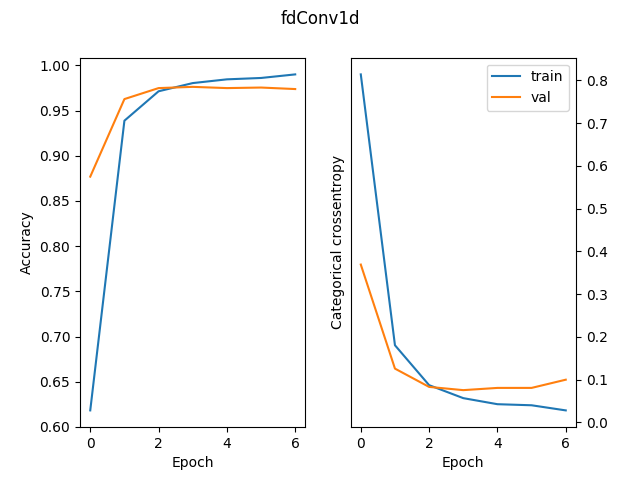 fdConv1d
1.00
0.95
0.90
0.85
0.80
0.75
0.70
0.65
0.60
Accuracy
0 2 4 6
Epoch
train
val
Categorical crossentropy
0.8
0.7
0.6
0.5
0.4
0.3
0.2
0.1
0.0
0 2 4 6
Epoch